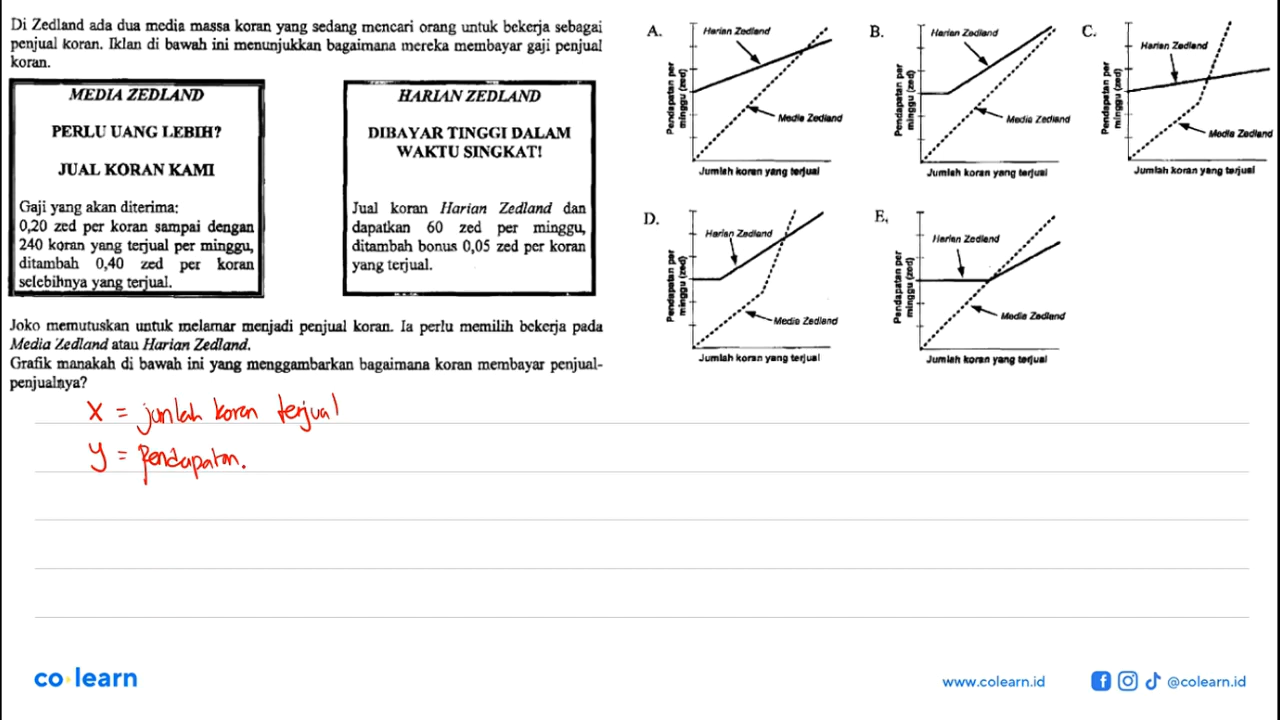 Di Zedland ada dua media massa koran yang sedang mencari orang untuk bekerja sebagai
penjual koran. Iklan di bawah ini menunjukkan bagaimana mereka membayar gaji penjual
koran.
MEDIA ZEDLAND
PERLU UANG LEBIH?
JUAL KORAN KAMI
Gaji yang akan diterima:
0,20 zed per koran sampai dengan
240 koran yang terjual per minggu,
ditambah 0,40 zed per koran
selebihnya yang terjual.
HARIAN ZEDLAND
DIBAYAR TINGGI DALAM
WAKTU SINGKAT!
Jual koran Harian Zedland dan
dapatkan 60 zed per minggu,
ditambah bonus 0,05 zed per koran
yang terjual.
Joko memutuskan untuk melamar menjadi penjual koran. Ia perlu memilih bekerja pada
Media Zedland atau Harian Zedland.
Grafik manakah di bawah ini yang menggambarkan bagaimana koran membayar penjual-
penjualnya?
x = jumlah koran terjual
y = Pendapatan.
A.
Harian Zedland
Pendapatan per
minggu (zed)
Media Zedland
Jumlah koran yang terjual
B.
Harian Zedland
Pendapatan per
minggu (zed)
Media Zedland
Jumlah koran yang terjual
C.
Harian Zedland
Pendapatan per
minggu (zed)
Media Zedland
Jumlah koran yang terjual
D.
Harian Zedland
Pendapatan per
minggu (zed)
Media Zedland
Jumlah koran yang terjual
E.
Harian Zedland
Pendapatan per
minggu (zed)
Media Zedland
Jumlah koran yang terjual
co learn
www.colearn.id
@colearn.id